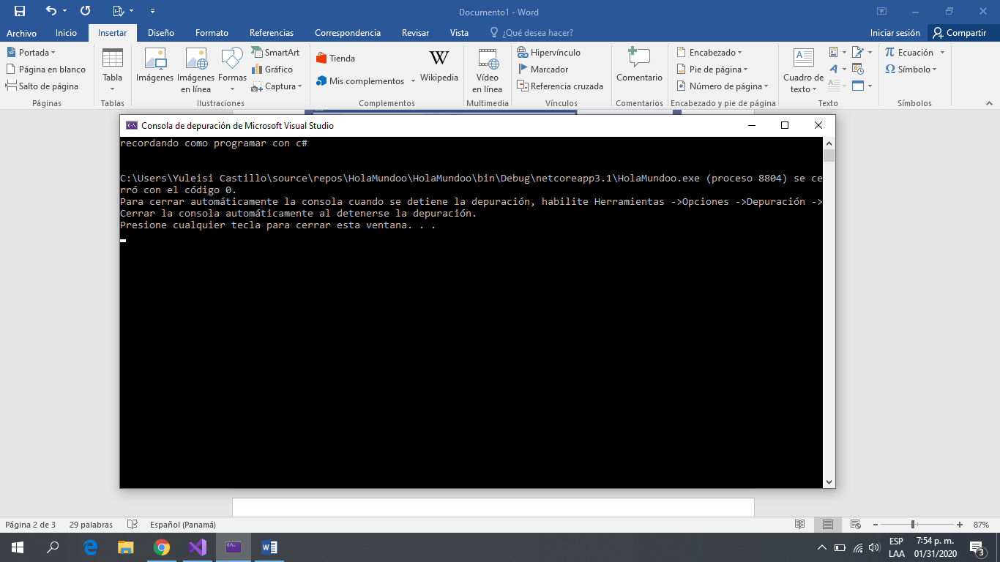 Documento1 - Word
Archivo Inicio Insertar Diseño Formato Referencias Correspondencia Revisar Vista ¿Qué desea hacer? Iniciar sesión Compartir
Portada
Página en blanco
Salto de página
Páginas
Tabla
Tablas
Imágenes
Imágenes en línea
Formas
SmartArt
Gráfico
Captura
Ilustraciones
Tienda
Mis complementos
W
Wikipedia
Complementos
Vídeo en línea
Multimedia
Hipervínculo
Marcador
Referencia cruzada
Vínculos
Comentario
Comentarios
Encabezado
Pie de página
Número de página
Encabezado y pie de página
A
Cuadro de texto
Texto
π Ecuación
Ω Símbolo
Símbolos
C:\ Consola de depuración de Microsoft Visual Studio
recordando como programar con c#
C:\Users\Yuleisi Castillo\source\repos\HolaMundoo\HolaMundoo\bin\Debug\netcoreapp3.1\HolaMundoo.exe (proceso 8804) se ce
rró con el código 0.
Para cerrar automáticamente la consola cuando se detiene la depuración, habilite Herramientas ->Opciones ->Depuración ->
Cerrar la consola automáticamente al detenerse la depuración.
Presione cualquier tecla para cerrar esta ventana. . .
Página 2 de 3 29 palabras Español (Panamá) 87%
ESP 7:54 p. m.
LAA 01/31/2020 3